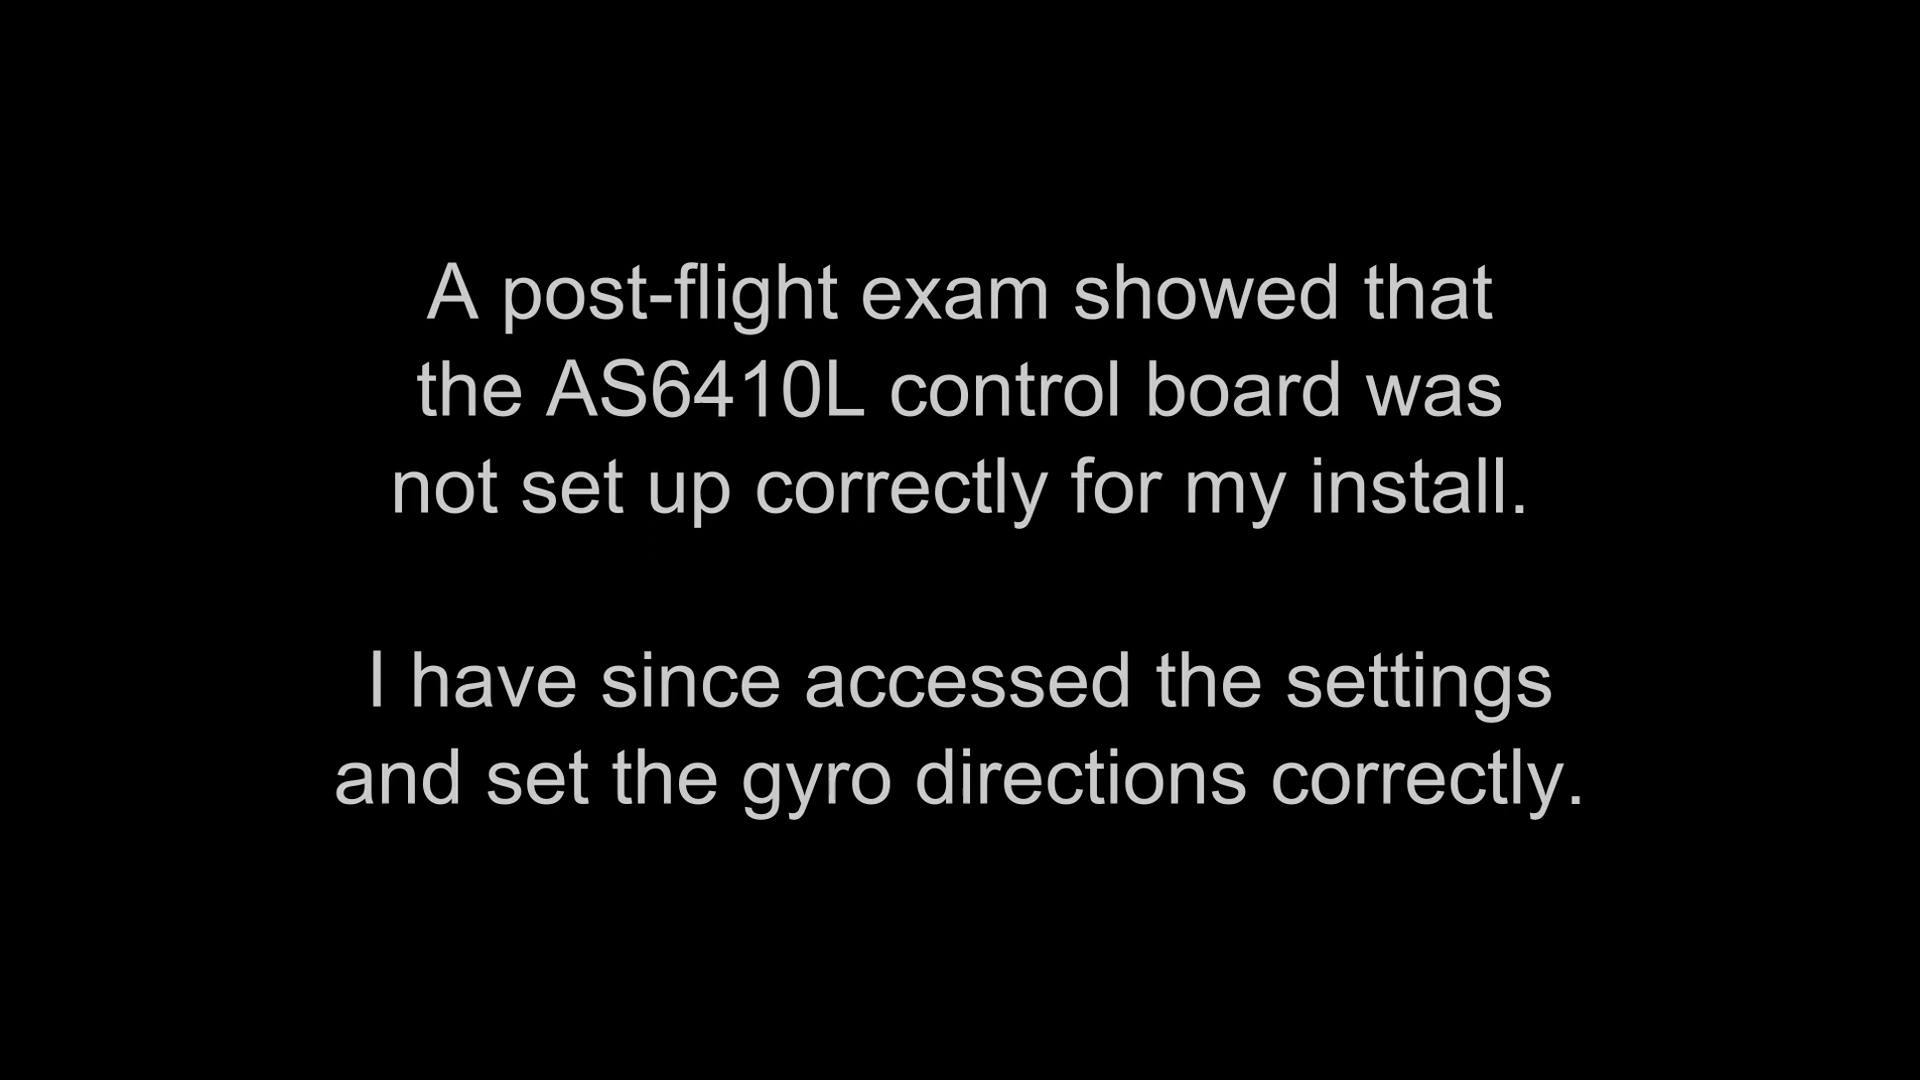 A post-flight exam showed that
the AS6410L control board was
not set up correctly for my install.
I have since accessed the settings
and set the gyro directions correctly.